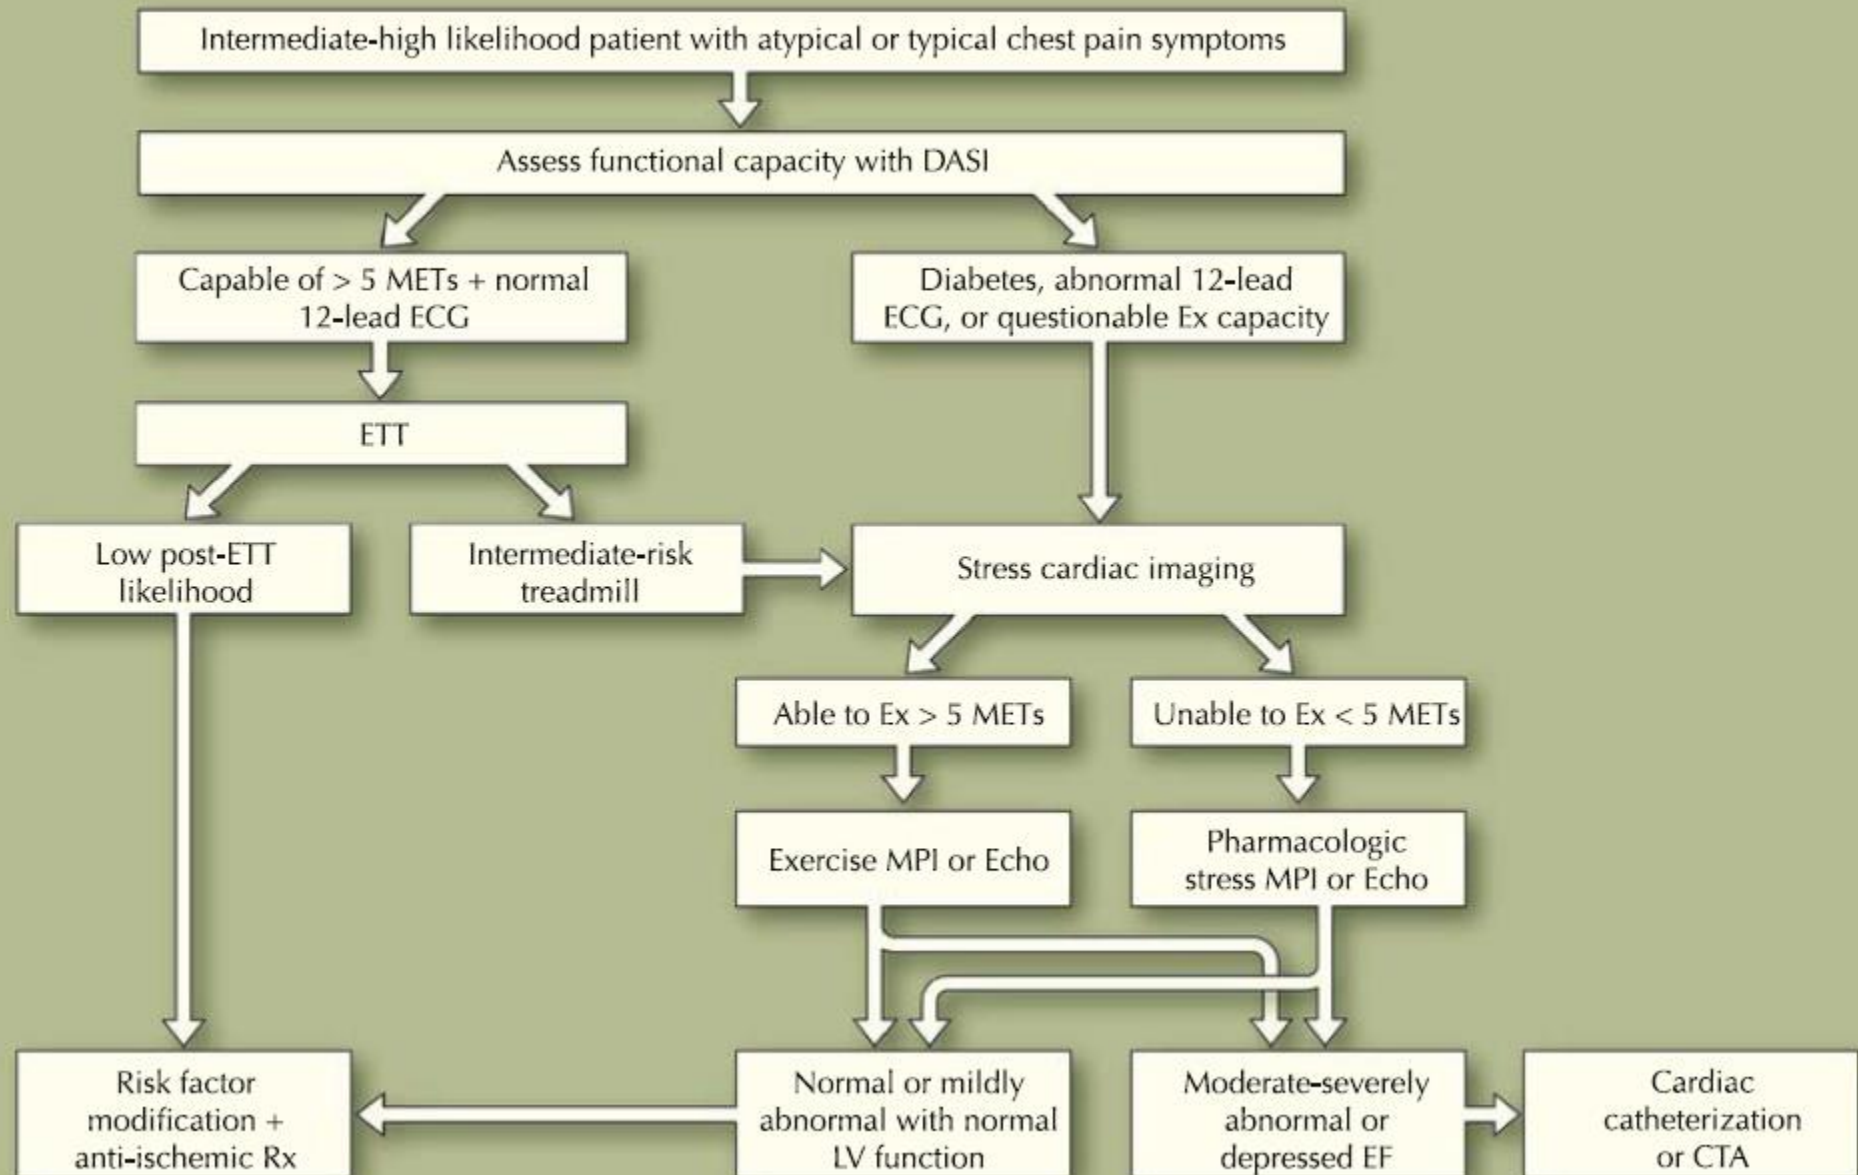 Intermediate-high likelihood patient with atypical or typical chest pain symptoms
Assess functional capacity with DASI
Capable of > 5 METs + normal
12-lead ECG
Diabetes, abnormal 12-lead
ECG, or questionable Ex capacity
ETT
Low post-ETT
likelihood
Intermediate-risk
treadmill
Stress cardiac imaging
Able to Ex > 5 METs
Unable to Ex < 5 METs
Exercise MPI or Echo
Pharmacologic
stress MPI or Echo
Risk factor
modification +
anti-ischemic Rx
Normal or mildly
abnormal with normal
LV function
Moderate-severely
abnormal or
depressed EF
Cardiac
catheterization
or CTA